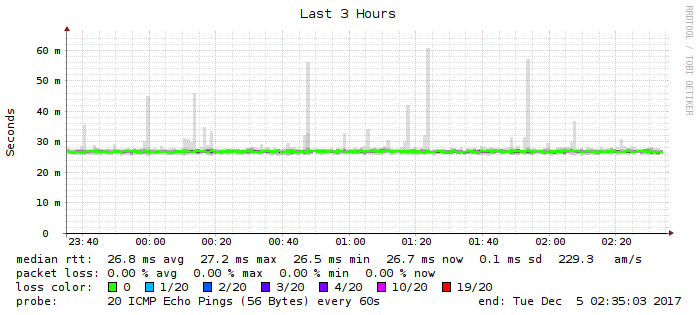 Last 3 Hours
RRDTOOL / TOBI OETIKER
Seconds
60 m
50 m
40 m
30 m
20 m
10 m
0
23:40 00:00 00:20 00:40 01:00 01:20 01:40 02:00 02:20
median rtt: 26.8 ms avg 27.2 ms max 26.5 ms min 26.7 ms now 0.1 ms sd 229.3 am/s
packet loss: 0.00 % avg 0.00 % max 0.00 % min 0.00 % now
loss color: 0 1/20 2/20 3/20 4/20 10/20 19/20
probe: 20 ICMP Echo Pings (56 Bytes) every 60s end: Tue Dec 5 02:35:03 2017